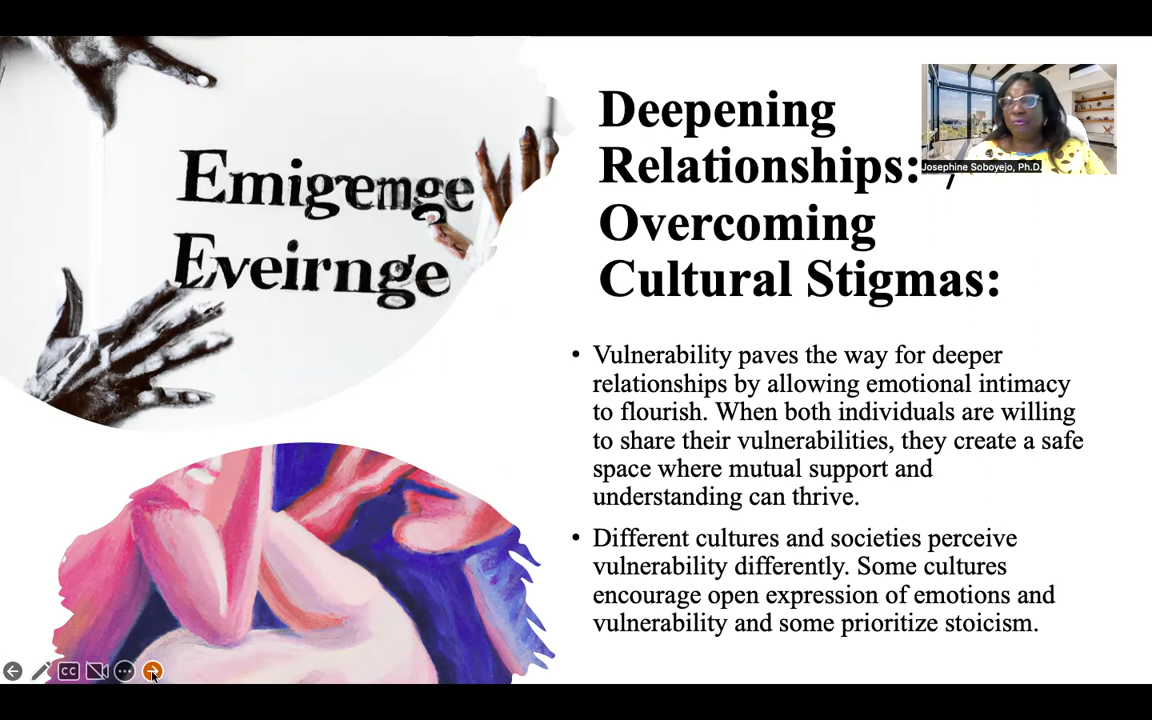 Emigremge
Eveirnge
Deepening
Relationships:
Overcoming
Cultural Stigmas:
Josephine Soboyejo, Ph.D.
• Vulnerability paves the way for deeper
relationships by allowing emotional intimacy
to flourish. When both individuals are willing
to share their vulnerabilities, they create a safe
space where mutual support and
understanding can thrive.
• Different cultures and societies perceive
vulnerability differently. Some cultures
encourage open expression of emotions and
vulnerability and some prioritize stoicism.
CC